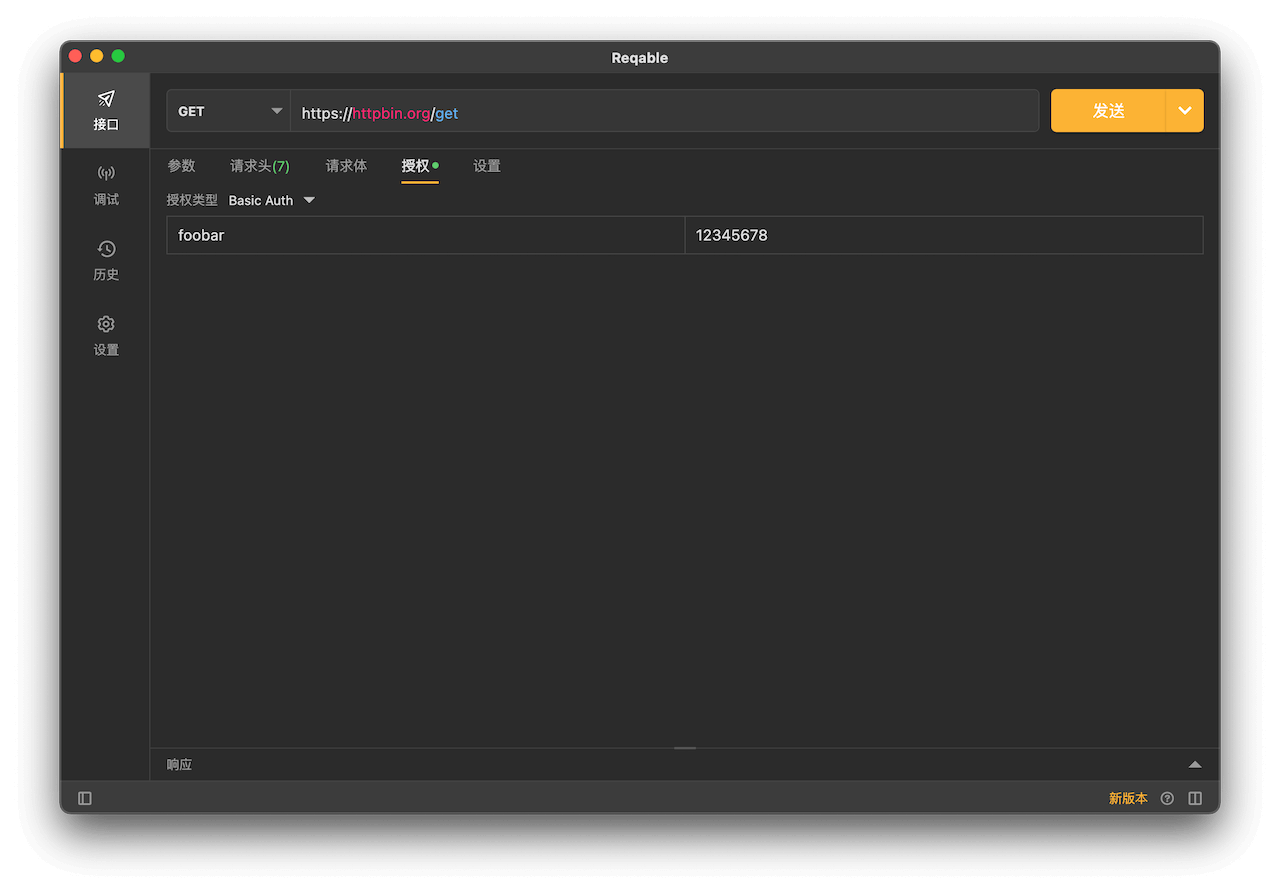 Reqable
接口
调试
历史
设置
GET https://httpbin.org/get 发送
参数 请求头(7) 请求体 授权 设置
授权类型 Basic Auth
foobar 12345678
响应
新版本